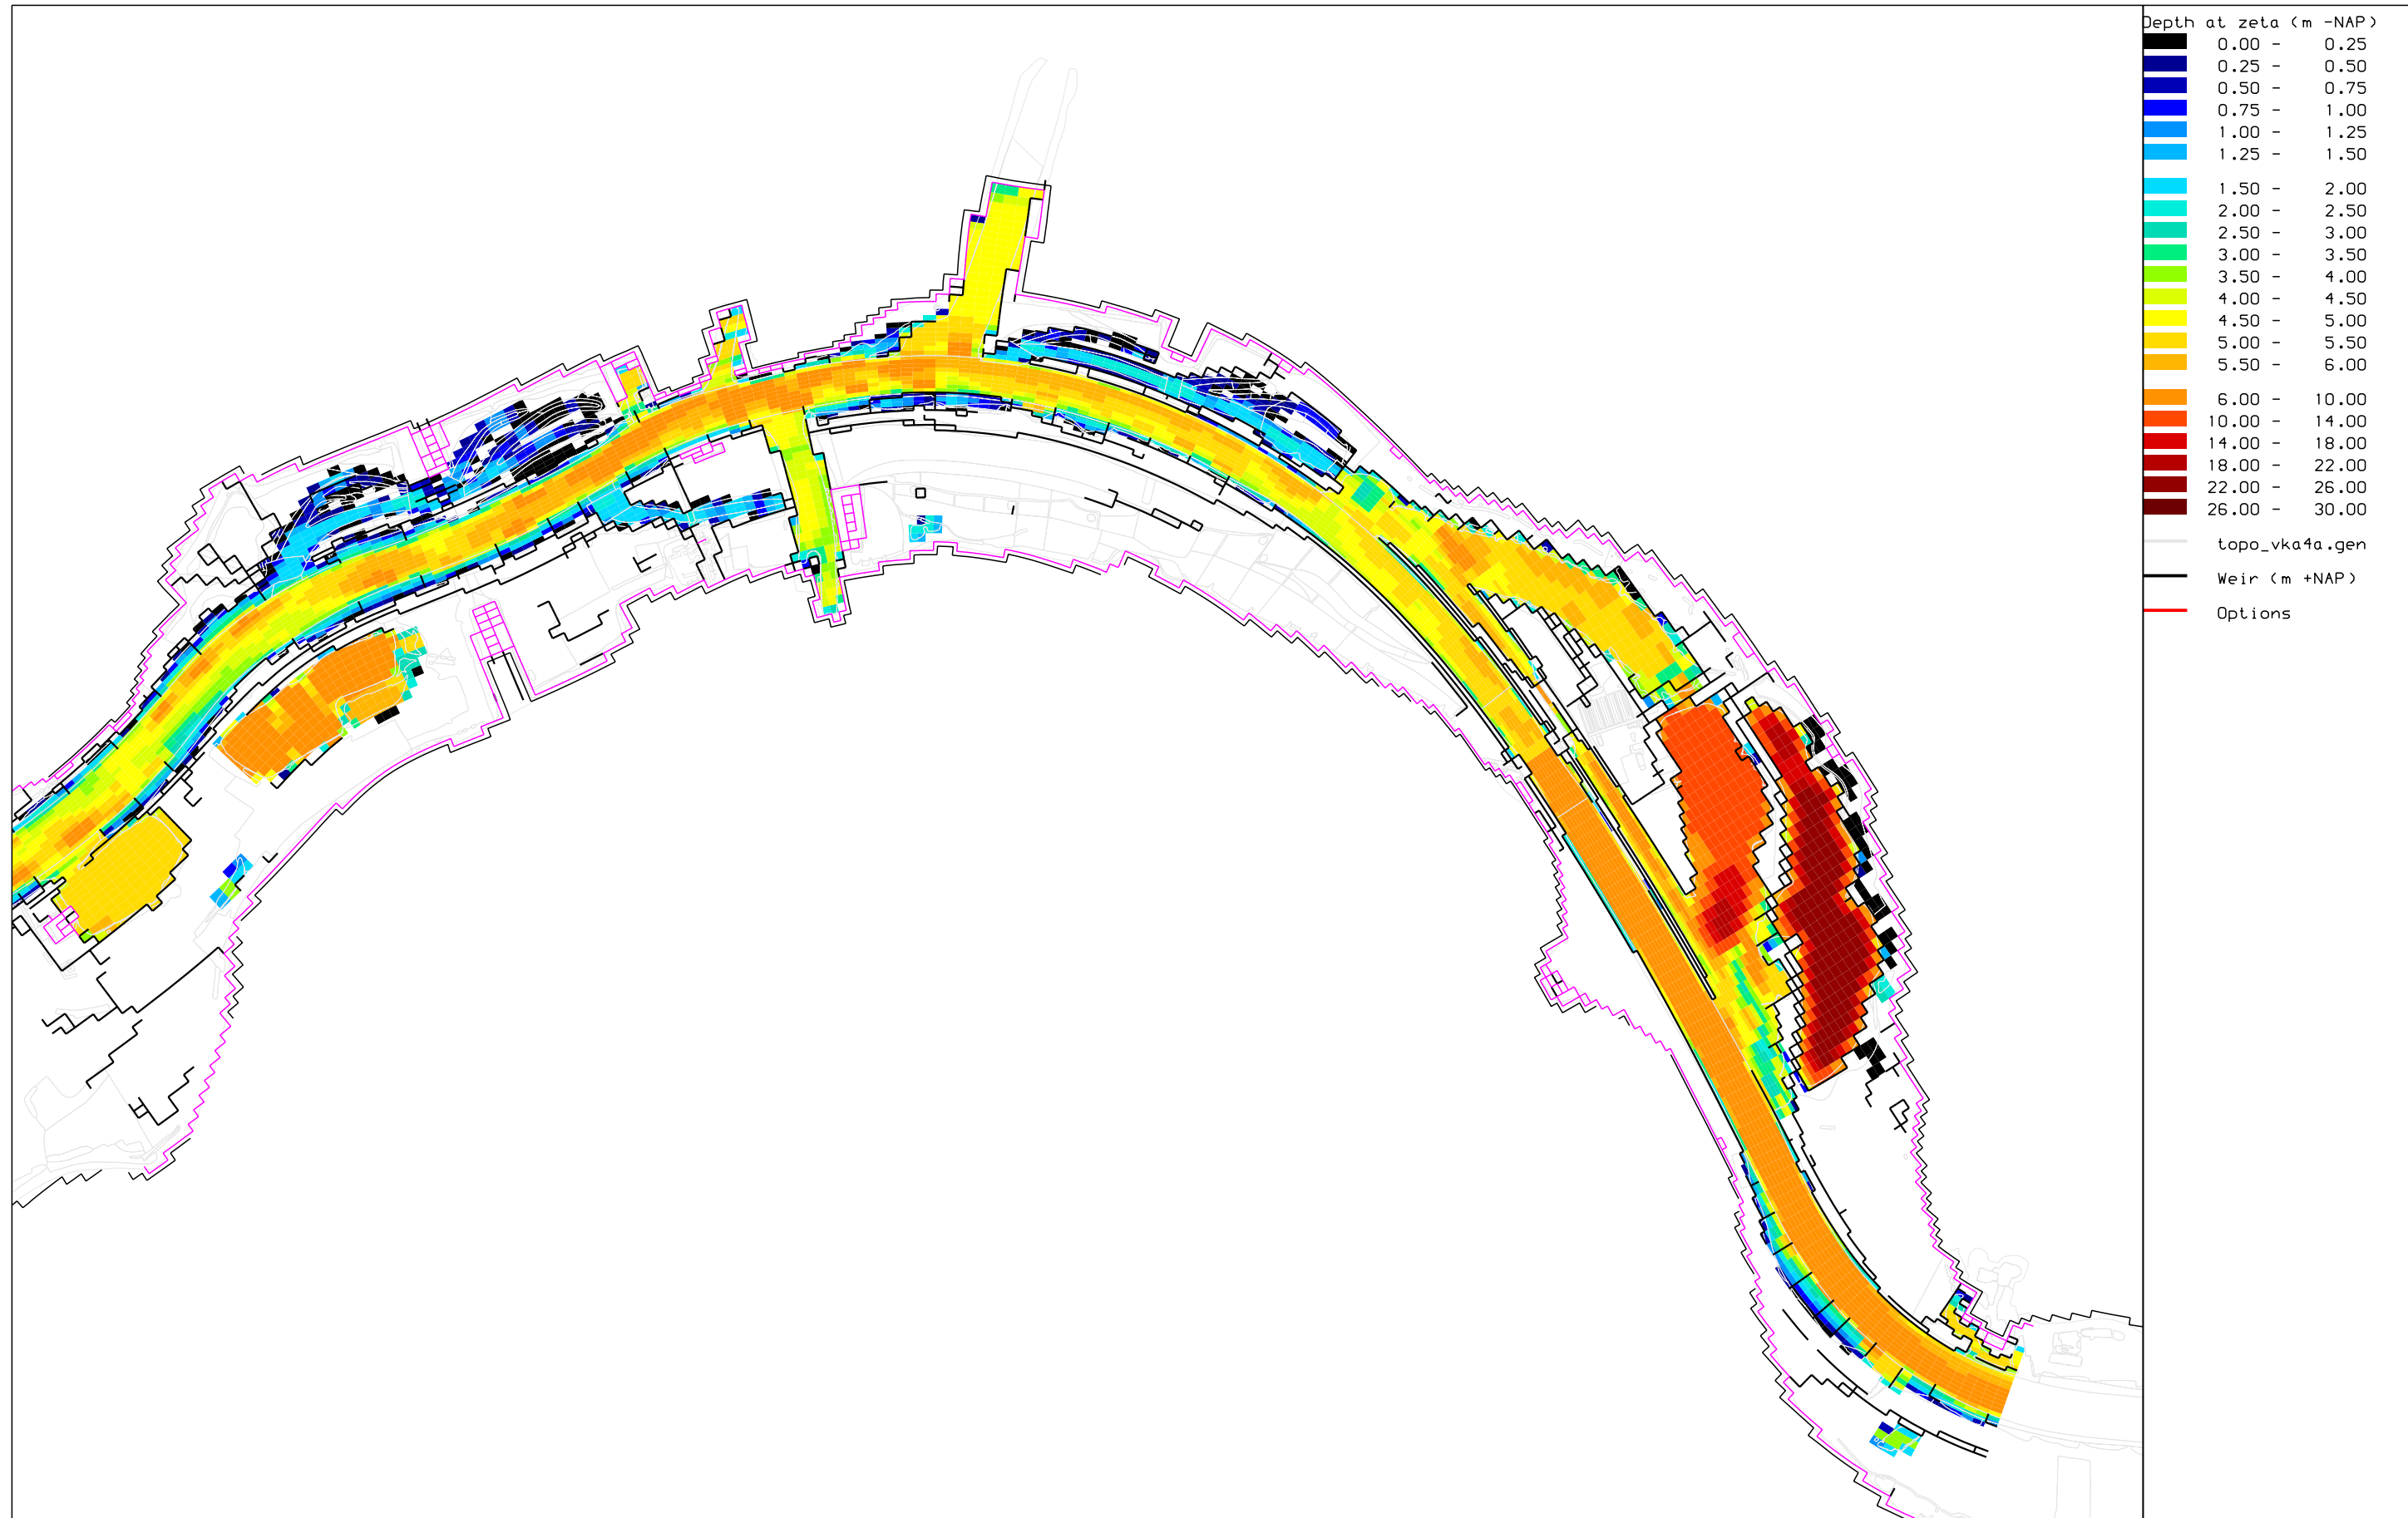 Depth at zeta (m -NAP)
0.00 - 0.25
0.25 - 0.50
0.50 - 0.75
0.75 - 1.00
1.00 - 1.25
1.25 - 1.50
1.50 - 2.00
2.00 - 2.50
2.50 - 3.00
3.00 - 3.50
3.50 - 4.00
4.00 - 4.50
4.50 - 5.00
5.00 - 5.50
5.50 - 6.00
6.00 - 10.00
10.00 - 14.00
14.00 - 18.00
18.00 - 22.00
22.00 - 26.00
26.00 - 30.00
topo_vka4a.gen
Weir (m +NAP)
Options